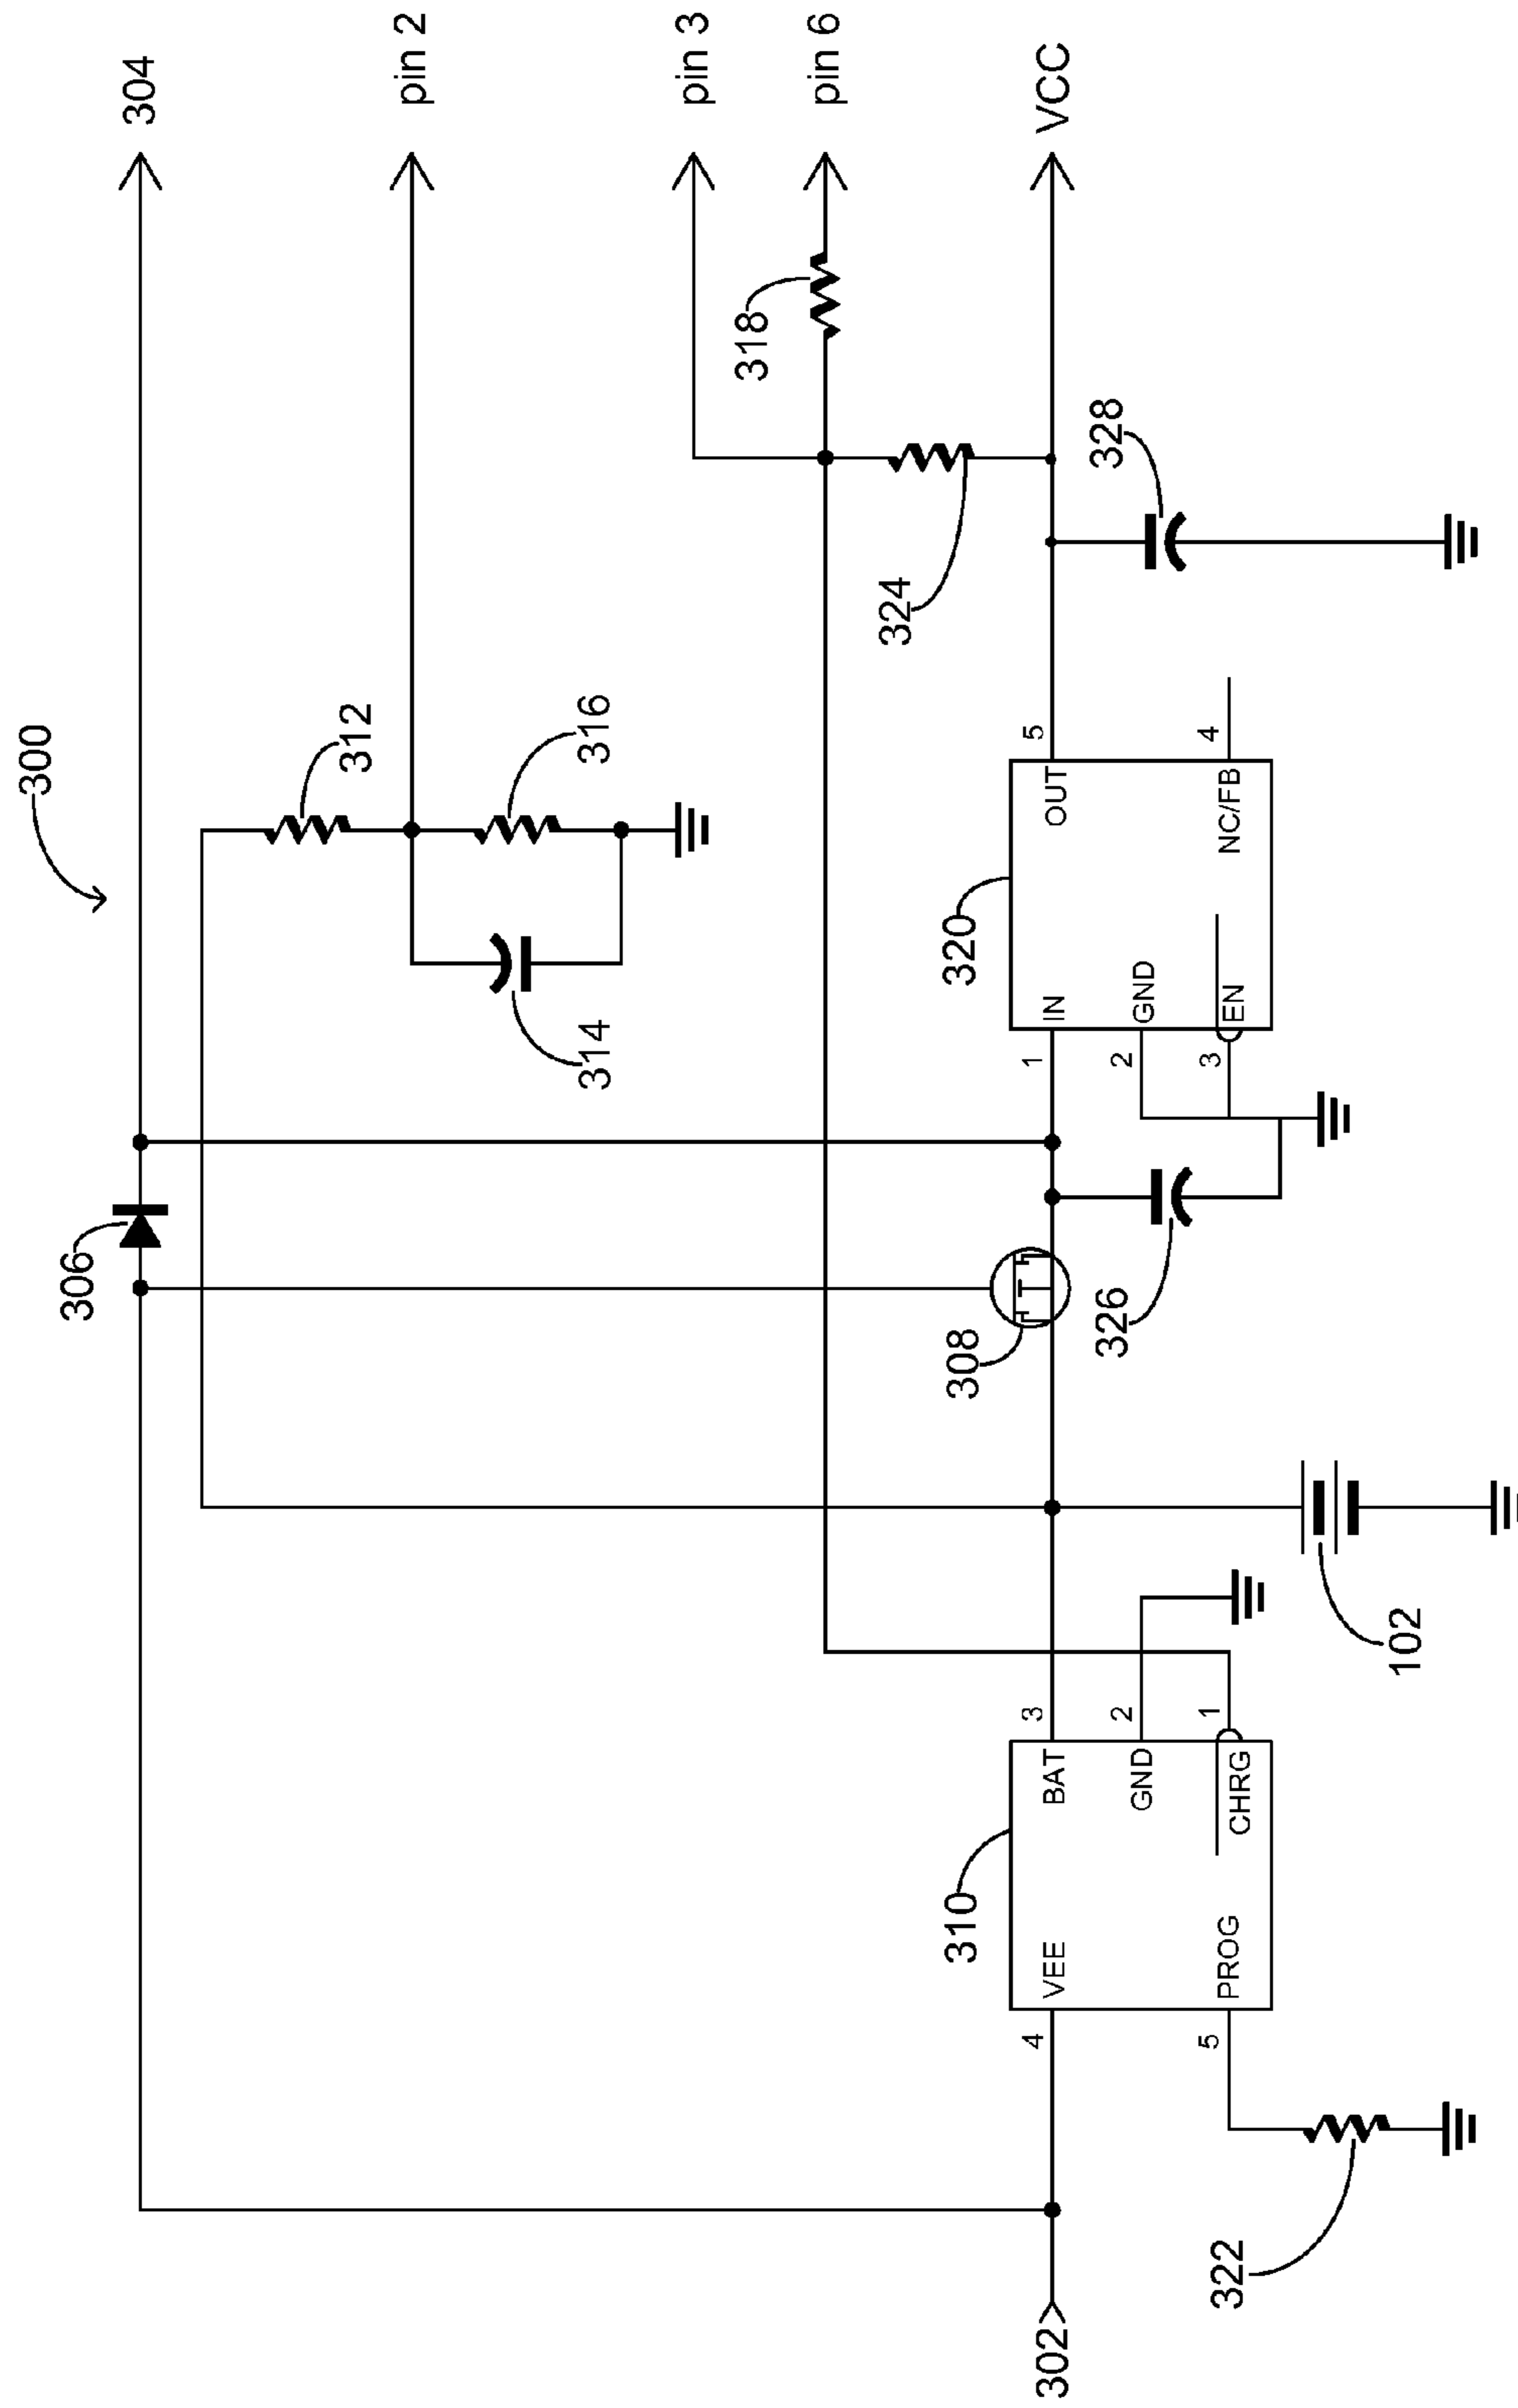 300
304
306
312
pin 2
314
316
pin 3
318
pin 6
324
302
310
4
VEE
BAT
3
GND
2
CHRG
1
PROG
5
322
102
308
326
320
1
IN
OUT
5
2
GND
3
EN
NC/FB
4
328
VCC